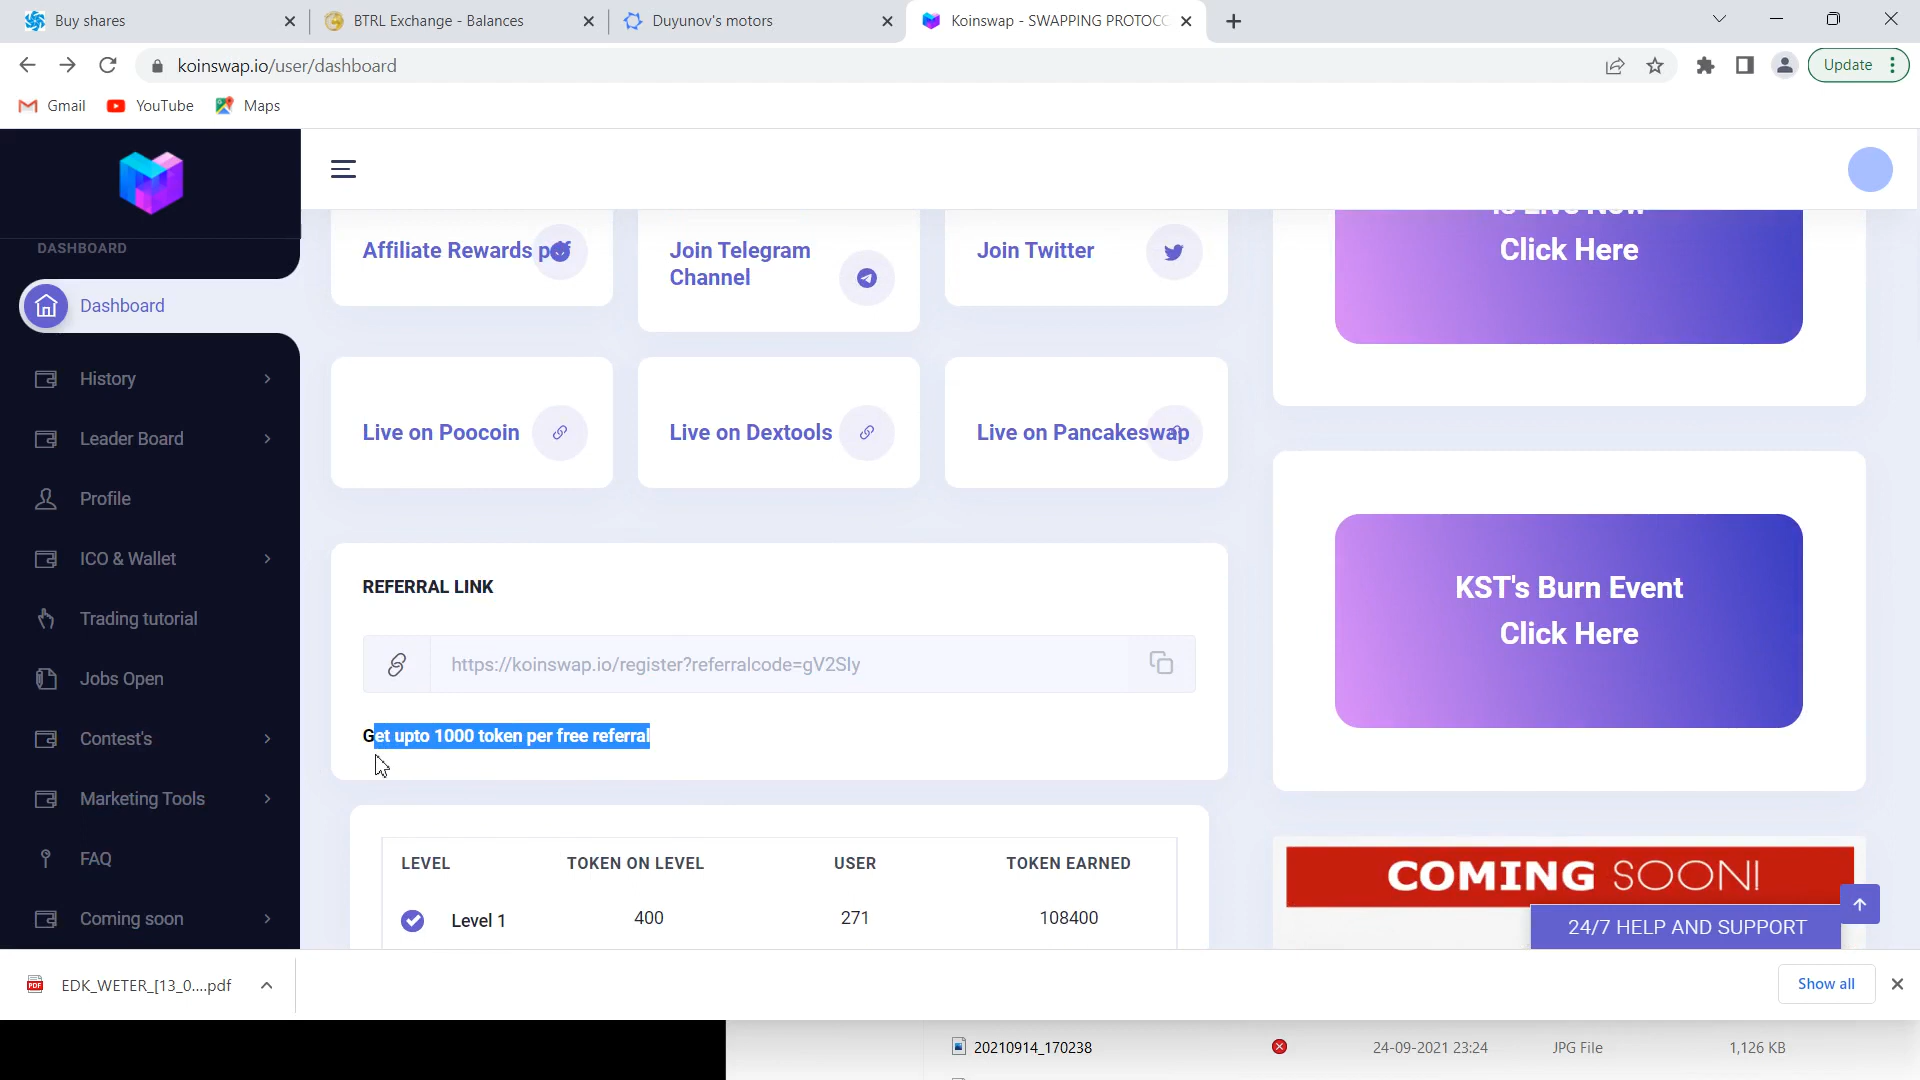 Buy shares
BTRL Exchange - Balances
Duyunov's motors
Koinswap - SWAPPING PROTOCO
koinswap.io/user/dashboard
Update
Gmail
YouTube
Maps
DASHBOARD
Dashboard
History
Leader Board
Profile
ICO & Wallet
Trading tutorial
Jobs Open
Contest's
Marketing Tools
FAQ
Coming soon
Affiliate Rewards pdf
Join Telegram
Channel
Join Twitter
Live on Poocoin
Live on Dextools
Live on Pancakeswap
REFERRAL LINK
https://koinswap.io/register?referralcode=gV2Sly
Get upto 1000 token per free referral
LEVEL TOKEN ON LEVEL USER TOKEN EARNED
Level 1 400 271 108400
Is Live Now
Click Here
KST's Burn Event
Click Here
COMING SOON!
24/7 HELP AND SUPPORT
EDK_WETER_[13_0....pdf
Show all
20210914_170238 24-09-2021 23:24 JPG File 1,126 KB